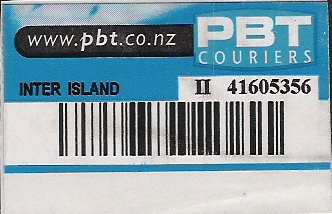 www.pbt.co.nz
PBT
COURIERS
INTER ISLAND II 41605356